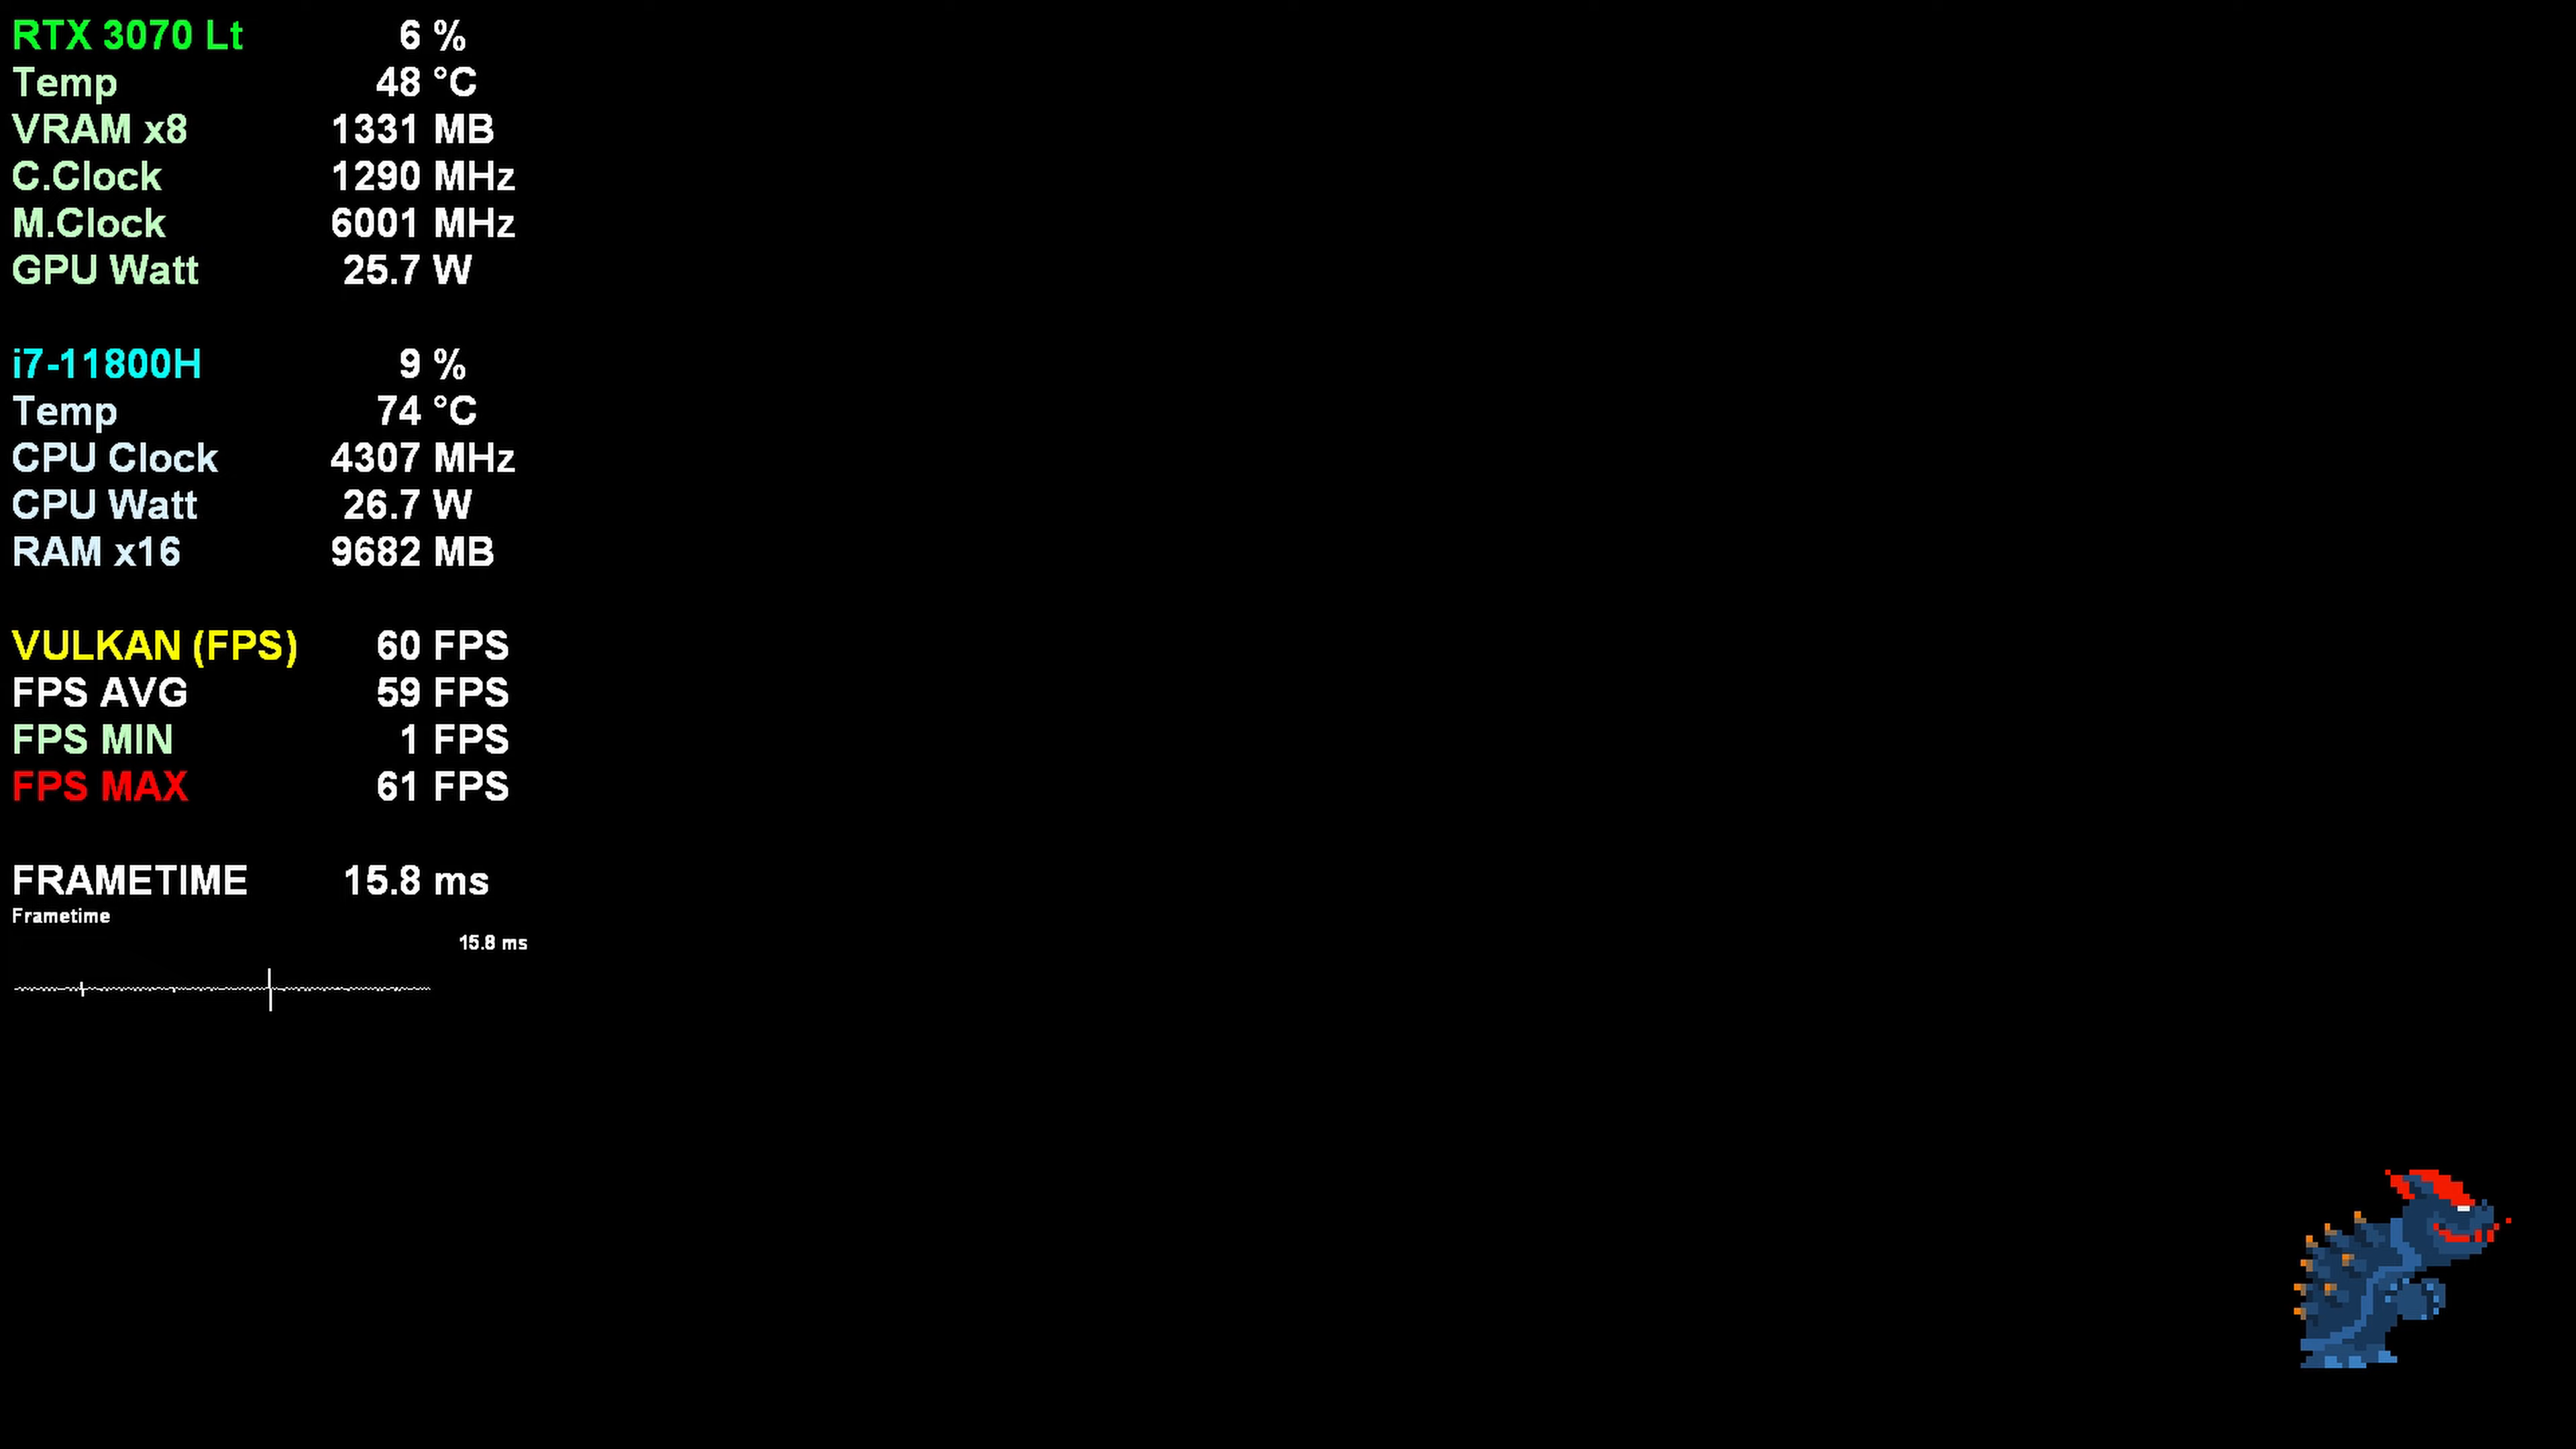 RTX 3070 Lt 6 %
Temp 48 °C
VRAM x8 1331 MB
C.Clock 1290 MHz
M.Clock 6001 MHz
GPU Watt 25.7 W
i7-11800H 9 %
Temp 74 °C
CPU Clock 4307 MHz
CPU Watt 26.7 W
RAM x16 9682 MB
VULKAN (FPS) 60 FPS
FPS AVG 59 FPS
FPS MIN 1 FPS
FPS MAX 61 FPS
FRAMETIME 15.8 ms
Frametime
15.8 ms